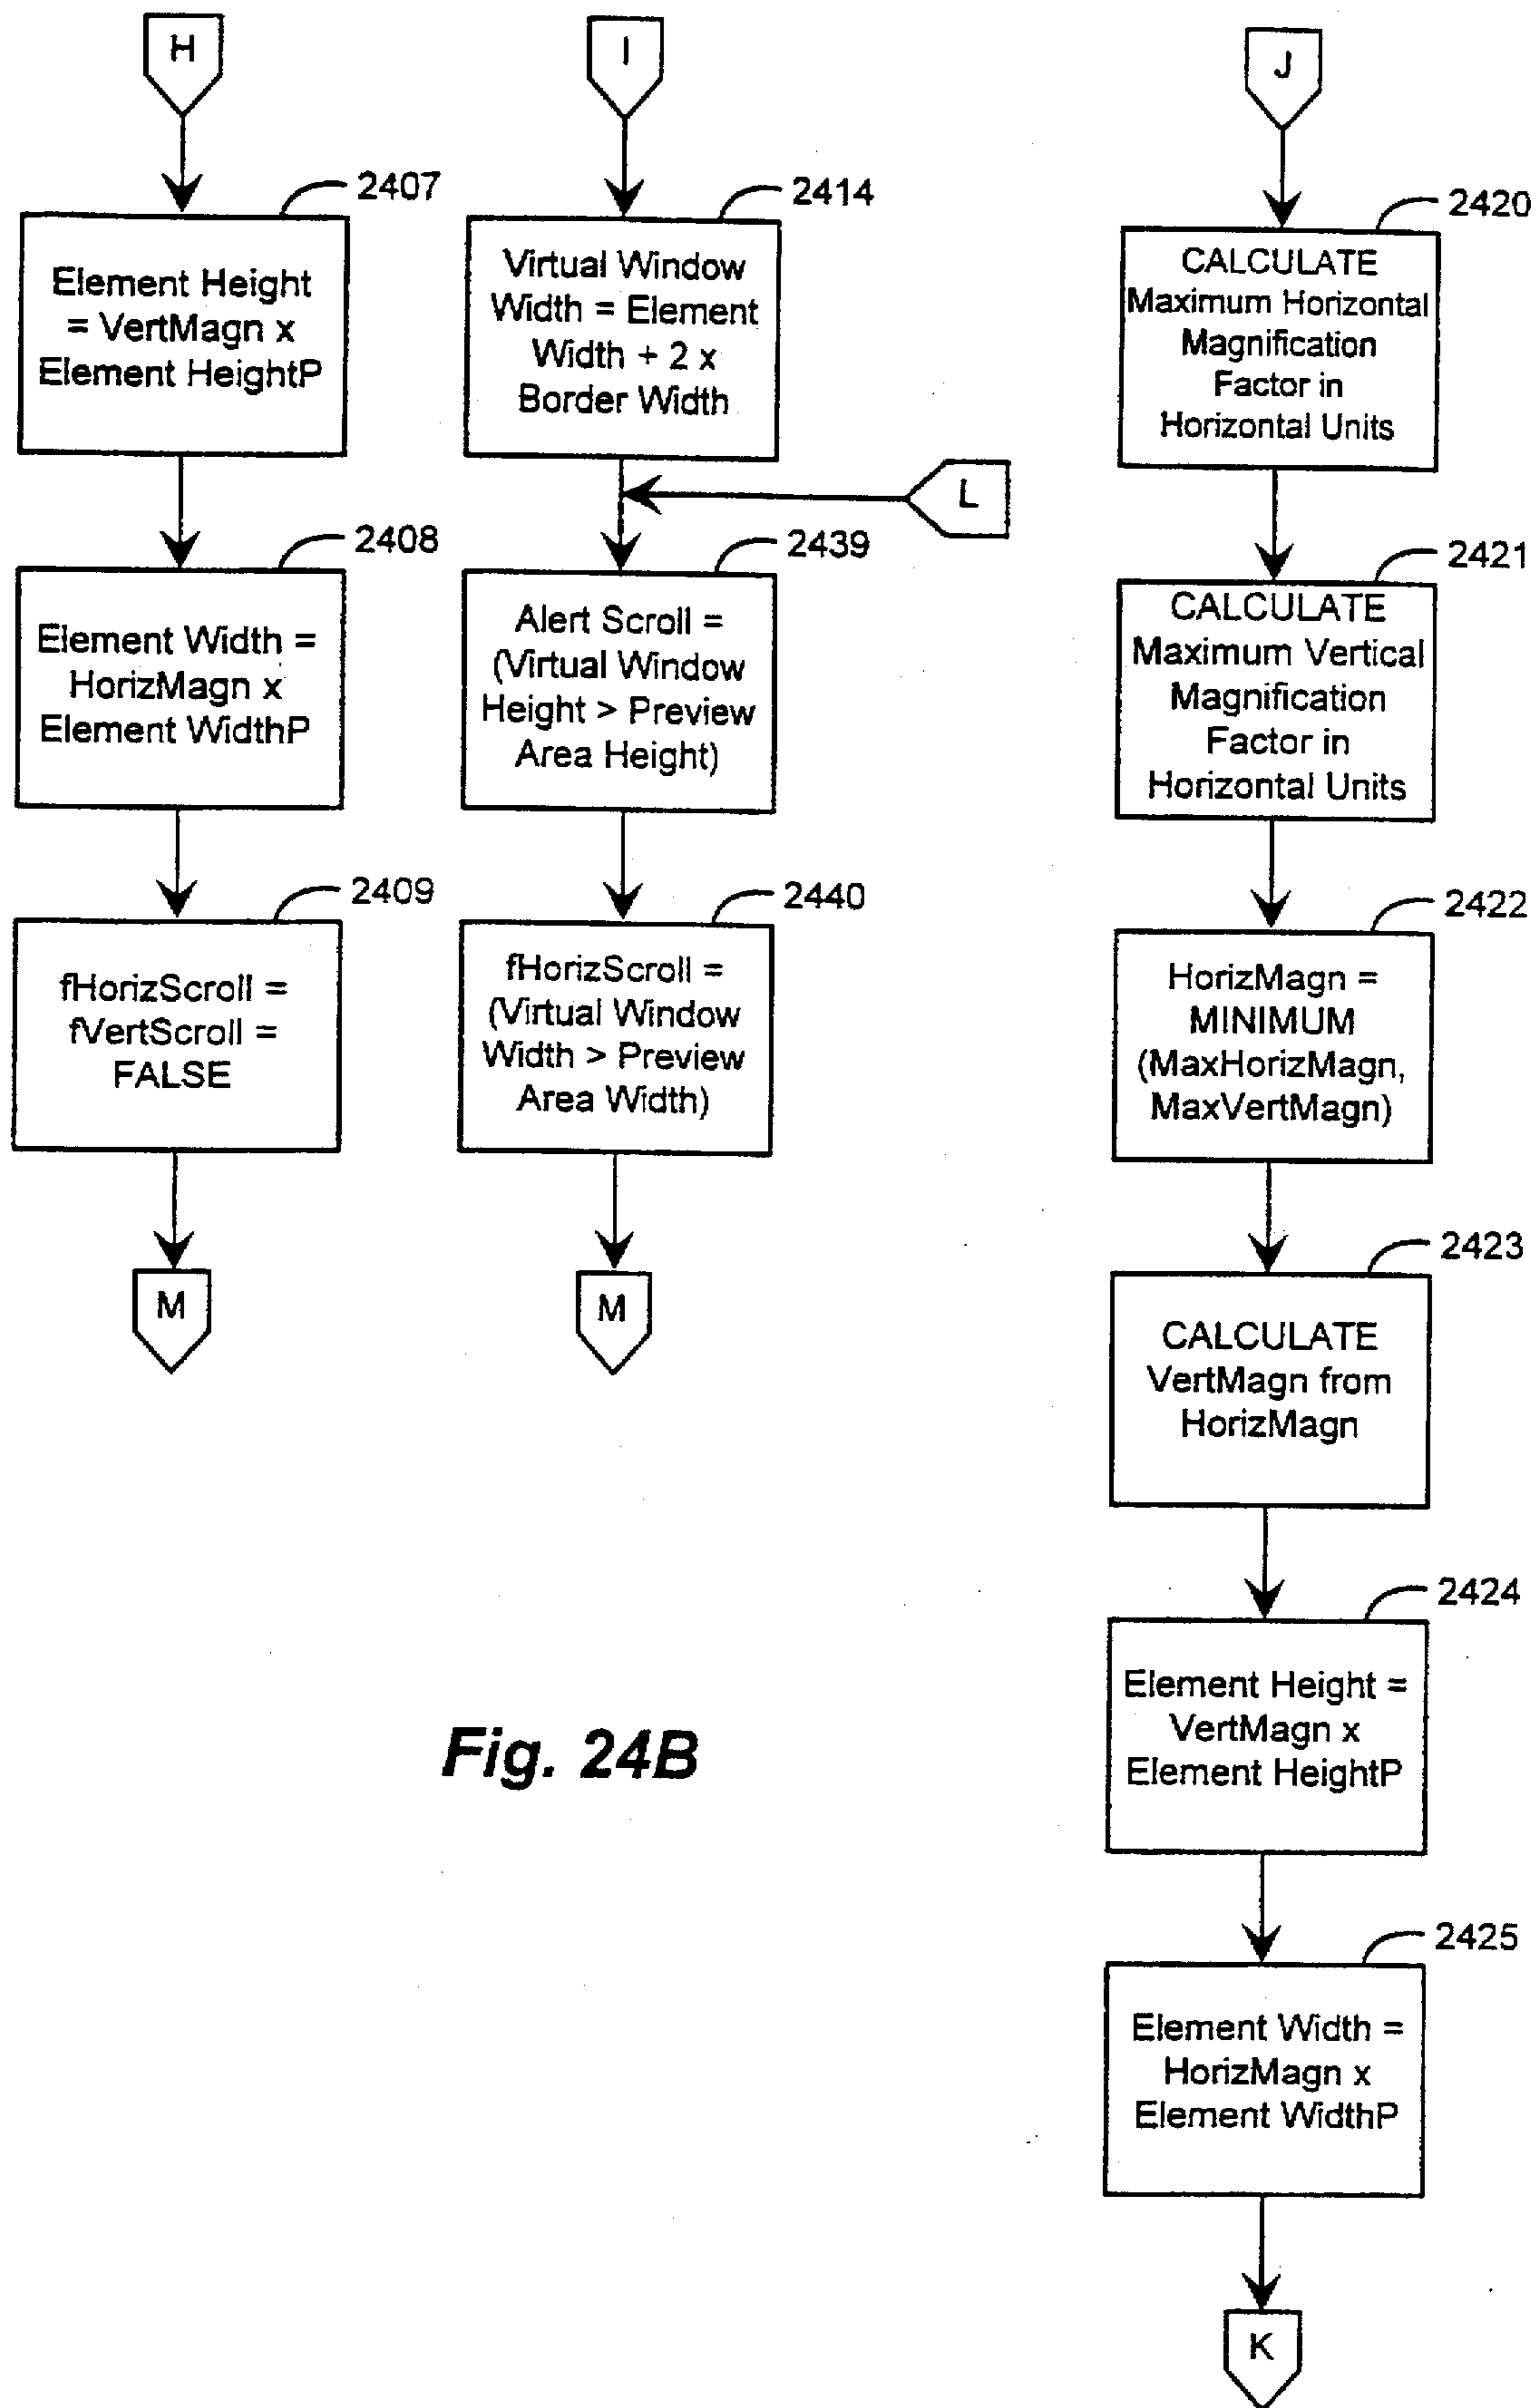 H
2407
Element Height
= VertMagn x
Element HeightP
2408
Element Width =
HorizMagn x
Element WidthP
2409
fHorizScroll =
fVertScroll =
FALSE
M
I
2414
Virtual Window
Width = Element
Width + 2 x
Border Width
L
2439
Alert Scroll =
(Virtual Window
Height > Preview
Area Height)
2440
fHorizScroll =
(Virtual Window
Width > Preview
Area Width)
M
J
2420
CALCULATE
Maximum Horizontal
Magnification
Factor in
Horizontal Units
2421
CALCULATE
Maximum Vertical
Magnification
Factor in
Horizontal Units
2422
HorizMagn =
MINIMUM
(MaxHorizMagn,
MaxVertMagn)
2423
CALCULATE
VertMagn from
HorizMagn
2424
Element Height =
VertMagn x
Element HeightP
2425
Element Width =
HorizMagn x
Element WidthP
K
Fig. 24B